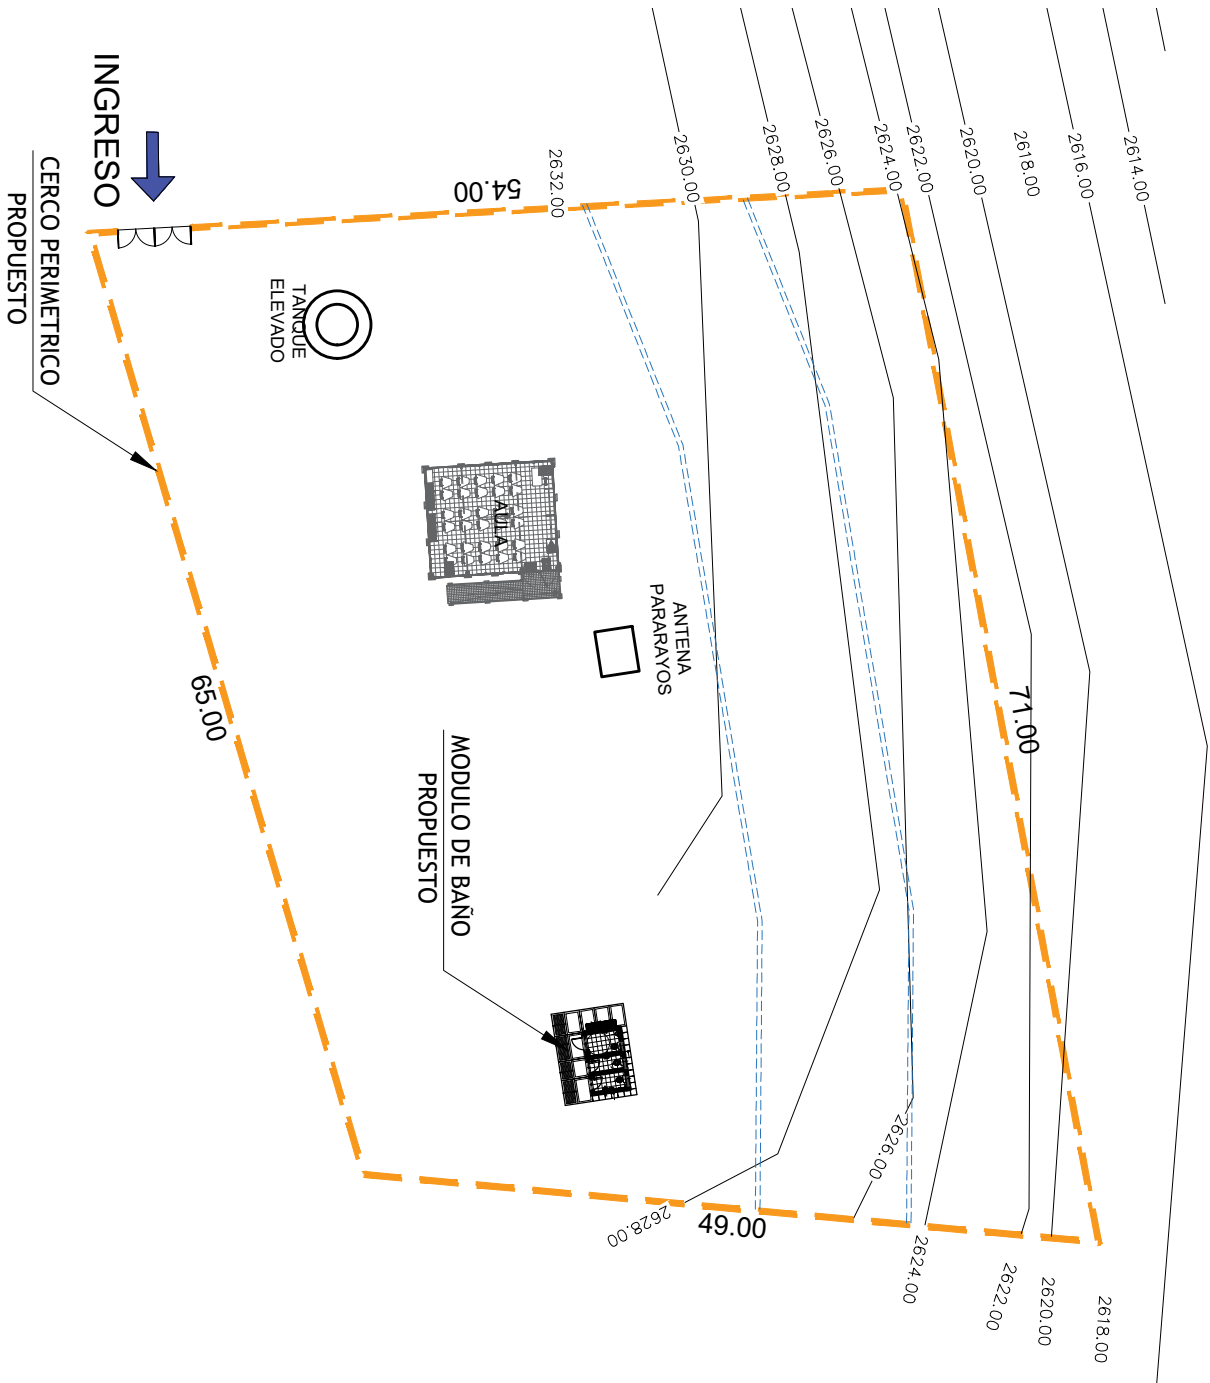 INGRESO
CERCO PERIMETRICO
PROPUESTO
54.00
2632.00
2630.00
2628.00
2626.00
2624.00
2622.00
2620.00
2618.00
2616.00
2614.00
TANQUE
ELEVADO
AULA
ANTENA
PARARAYOS
65.00
71.00
MODULO DE BAÑO
PROPUESTO
2626.00
2628.00
49.00
2624.00
2622.00
2620.00
2618.00